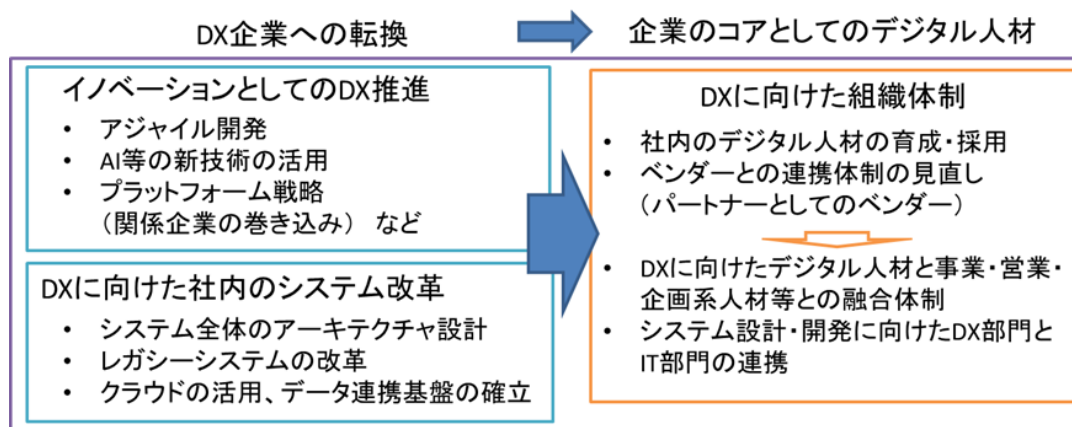 DX企業への転換
企業のコアとしてのデジタル人材
イノベーションとしてのDX推進
• アジャイル開発
• AI等の新技術の活用
• プラットフォーム戦略
（関係企業の巻き込み） など
DXに向けた社内のシステム改革
• システム全体のアーキテクチャ設計
• レガシーシステムの改革
• クラウドの活用、データ連携基盤の確立
DXに向けた組織体制
• 社内のデジタル人材の育成・採用
• ベンダーとの連携体制の見直し
（パートナーとしてのベンダー）
• DXに向けたデジタル人材と事業・営業・
企画系人材等との融合体制
• システム設計・開発に向けたDX部門と
IT部門の連携